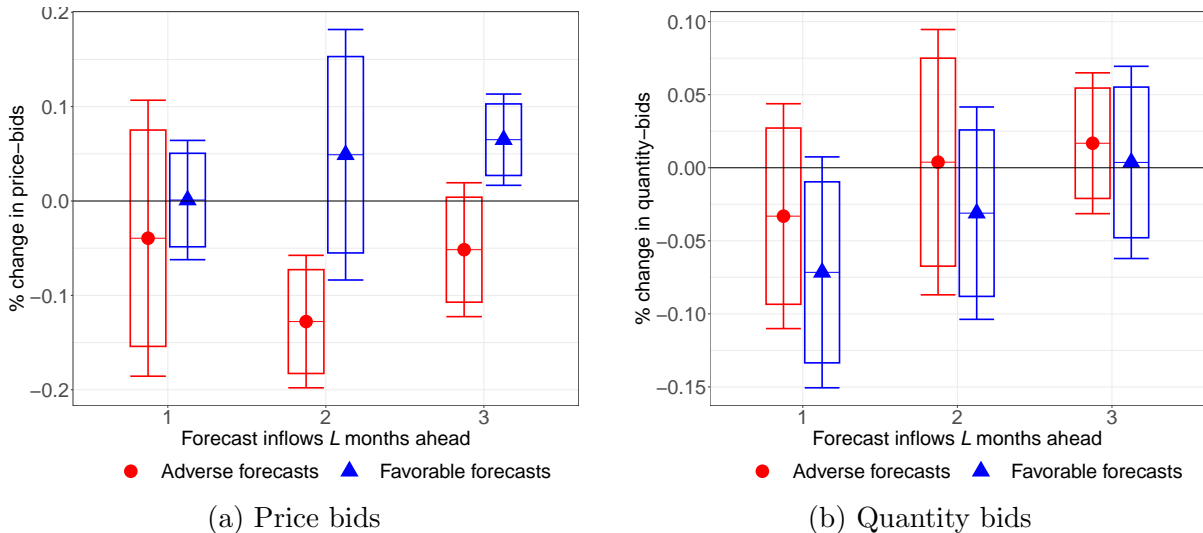 % change in price−bids
0.2
0.1
0.0
−0.1
−0.2
1 2 3
Forecast inflows L months ahead
Adverse forecasts Favorable forecasts
(a) Price bids
% change in quantity−bids
0.10
0.05
0.00
−0.05
−0.10
−0.15
1 2 3
Forecast inflows L months ahead
Adverse forecasts Favorable forecasts
(b) Quantity bids